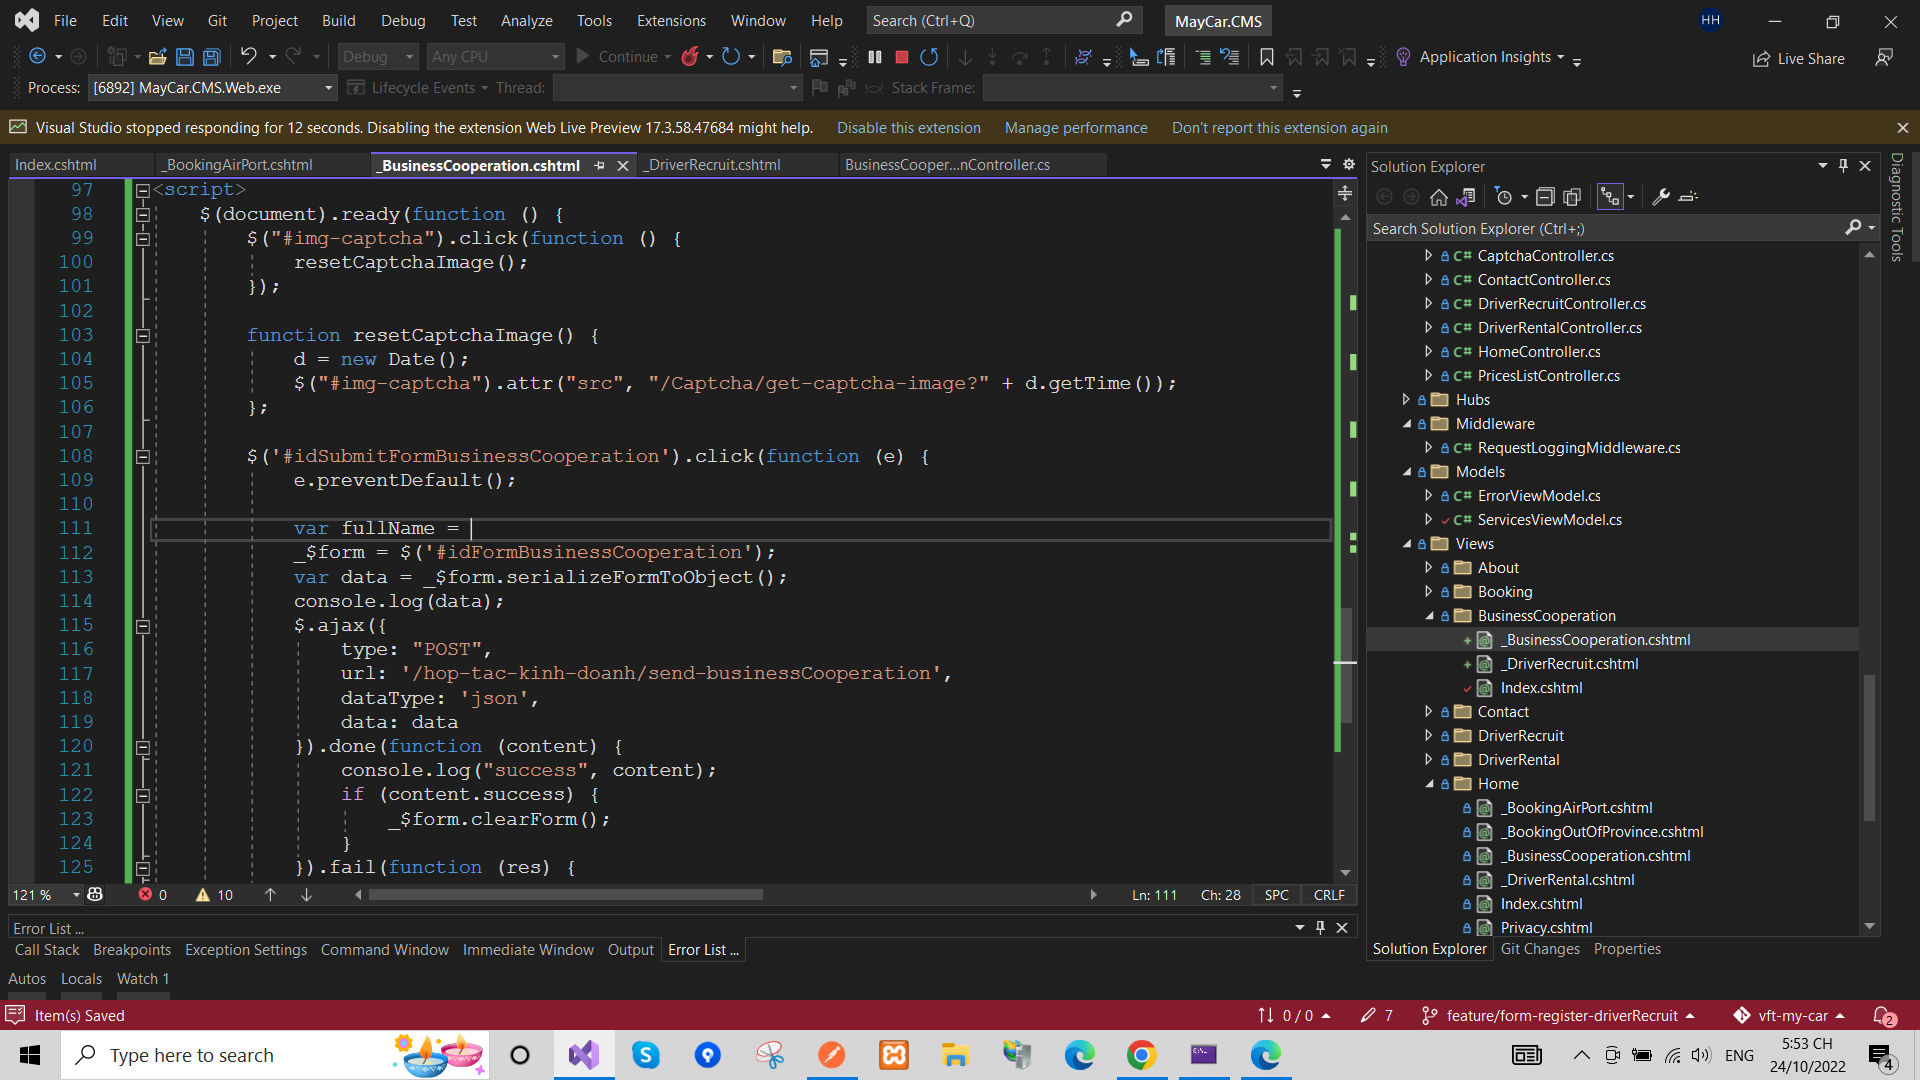 File Edit View Git Project Build Debug Test Analyze Tools Extensions Window Help Search (Ctrl+Q) MayCar.CMS HH
Debug Any CPU Continue Application Insights Live Share
Process: [6892] MayCar.CMS.Web.exe Lifecycle Events Thread: Stack Frame:
Visual Studio stopped responding for 12 seconds. Disabling the extension Web Live Preview 17.3.58.47684 might help. Disable this extension Manage performance Don't report this extension again
Index.cshtml _BookingAirPort.cshtml _BusinessCooperation.cshtml _DriverRecruit.cshtml BusinessCooper...nController.cs
97 <script>
98 $(document).ready(function () {
99 $("#img-captcha").click(function () {
100 resetCaptchaImage();
101 });
102
103 function resetCaptchaImage() {
104 d = new Date();
105 $("#img-captcha").attr("src", "/Captcha/get-captcha-image?" + d.getTime());
106 };
107
108 $('#idSubmitFormBusinessCooperation').click(function (e) {
109 e.preventDefault();
110
111 var fullName =
112 _$form = $('#idFormBusinessCooperation');
113 var data = _$form.serializeFormToObject();
114 console.log(data);
115 $.ajax({
116 type: "POST",
117 url: '/hop-tac-kinh-doanh/send-businessCooperation',
118 dataType: 'json',
119 data: data
120 }).done(function (content) {
121 console.log("success", content);
122 if (content.success) {
123 _$form.clearForm();
124 }
125 }).fail(function (res) {
121 % 0 10 Ln: 111 Ch: 28 SPC CRLF
Error List ...
Call Stack Breakpoints Exception Settings Command Window Immediate Window Output Error List ...
Autos Locals Watch 1
Solution Explorer
Search Solution Explorer (Ctrl+;)
C# CaptchaController.cs
C# ContactController.cs
C# DriverRecruitController.cs
C# DriverRentalController.cs
C# HomeController.cs
C# PricesListController.cs
Hubs
Middleware
C# RequestLoggingMiddleware.cs
Models
C# ErrorViewModel.cs
C# ServicesViewModel.cs
Views
About
Booking
BusinessCooperation
_BusinessCooperation.cshtml
_DriverRecruit.cshtml
Index.cshtml
Contact
DriverRecruit
DriverRental
Home
_BookingAirPort.cshtml
_BookingOutOfProvince.cshtml
_BusinessCooperation.cshtml
_DriverRental.cshtml
Index.cshtml
Privacy.cshtml
Solution Explorer Git Changes Properties
Diagnostic Tools
Item(s) Saved 0 / 0 7 feature/form-register-driverRecruit vft-my-car 2
Type here to search ENG 5:53 CH
24/10/2022 4